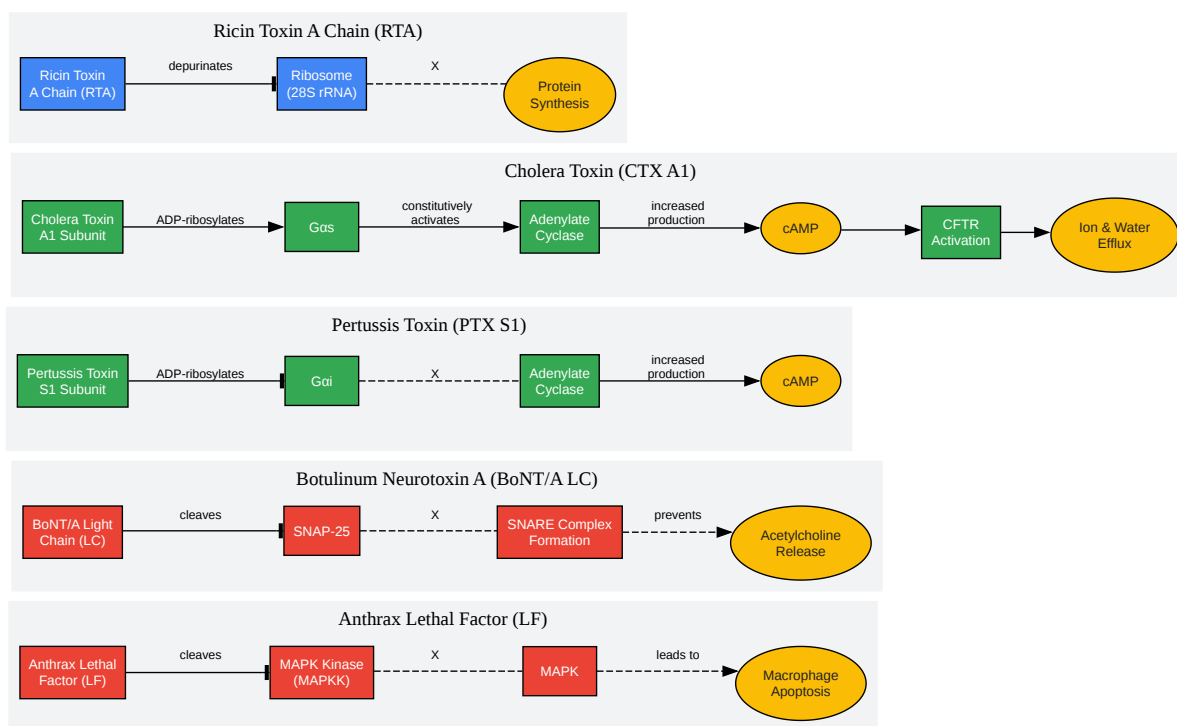 Ricin Toxin A Chain (RTA)
Ricin Toxin
A Chain (RTA)
depurinates
Ribosome
(28S rRNA)
X
Protein
Synthesis
Cholera Toxin (CTX A1)
Cholera Toxin
A1 Subunit
ADP-ribosylates
Gαs
constitutively
activates
Adenylate
Cyclase
increased
production
cAMP
CFTR
Activation
Ion & Water
Efflux
Pertussis Toxin (PTX S1)
Pertussis Toxin
S1 Subunit
ADP-ribosylates
Gαi
X
Adenylate
Cyclase
increased
production
cAMP
Botulinum Neurotoxin A (BoNT/A LC)
BoNT/A Light
Chain (LC)
cleaves
SNAP-25
X
SNARE Complex
Formation
prevents
Acetylcholine
Release
Anthrax Lethal Factor (LF)
Anthrax Lethal
Factor (LF)
cleaves
MAPK Kinase
(MAPKK)
X
MAPK
leads to
Macrophage
Apoptosis